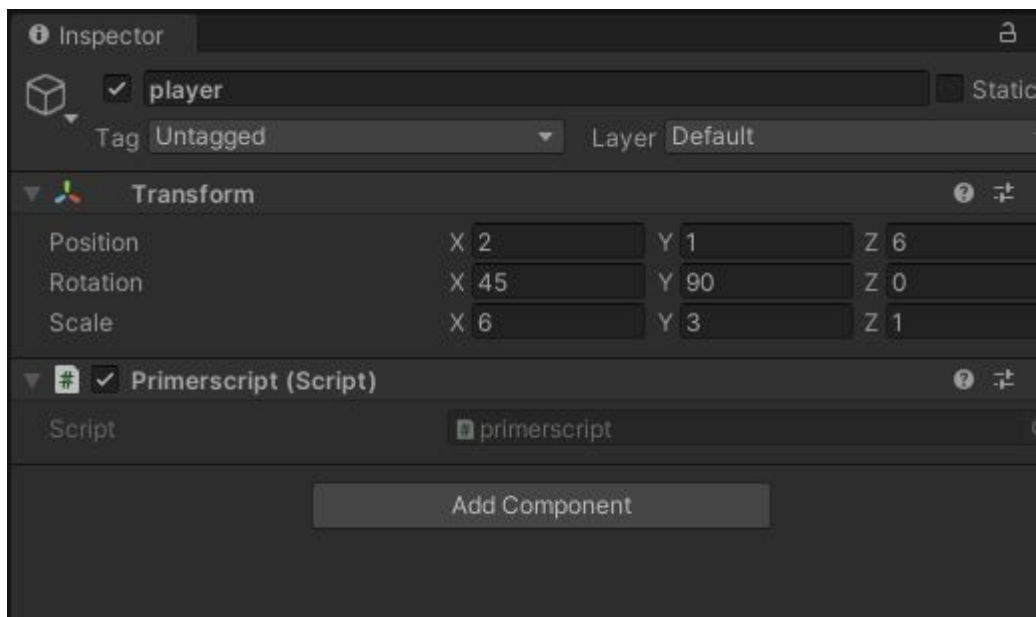 Inspector
player Static
Tag Untagged Layer Default
Transform
Position X 2 Y 1 Z 6
Rotation X 45 Y 90 Z 0
Scale X 6 Y 3 Z 1
# Primerscript (Script)
Script # primerscript
Add Component